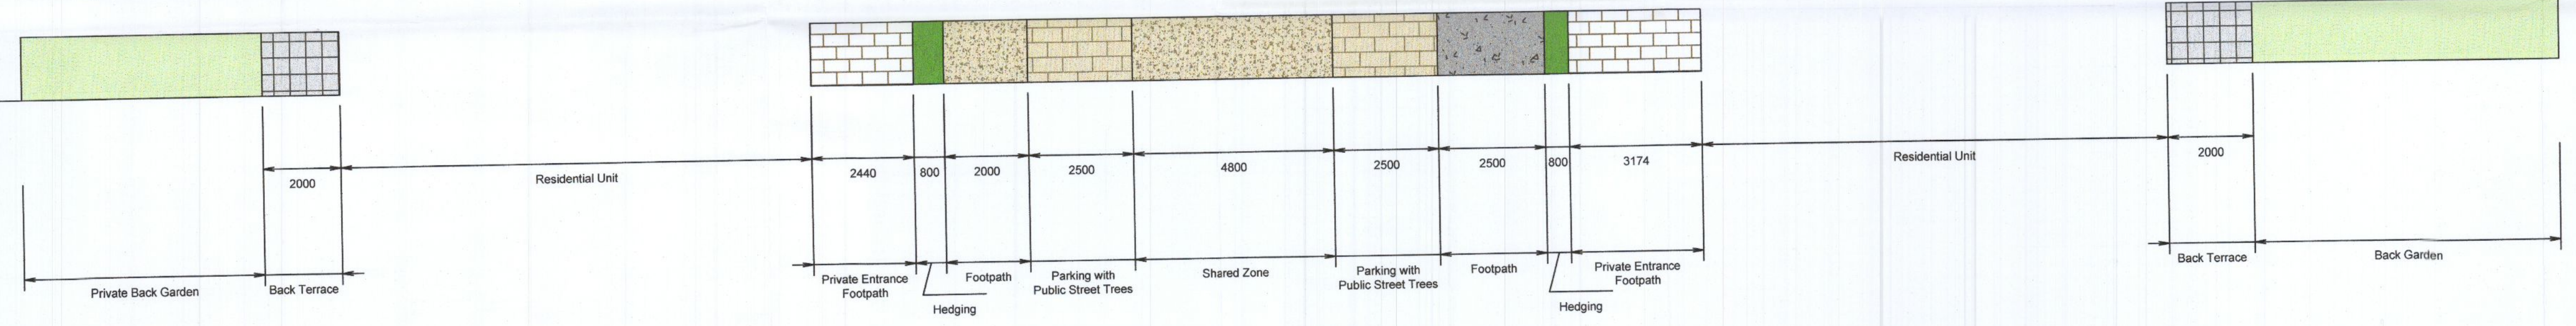 2000
Residential Unit
2440
800
2000
2500
4800
2500
2500
800
3174
Residential Unit
2000
Private Back Garden
Back Terrace
Private Entrance
Footpath
Hedging
Footpath
Parking with
Public Street Trees
Shared Zone
Parking with
Public Street Trees
Footpath
Hedging
Private Entrance
Footpath
Back Terrace
Back Garden